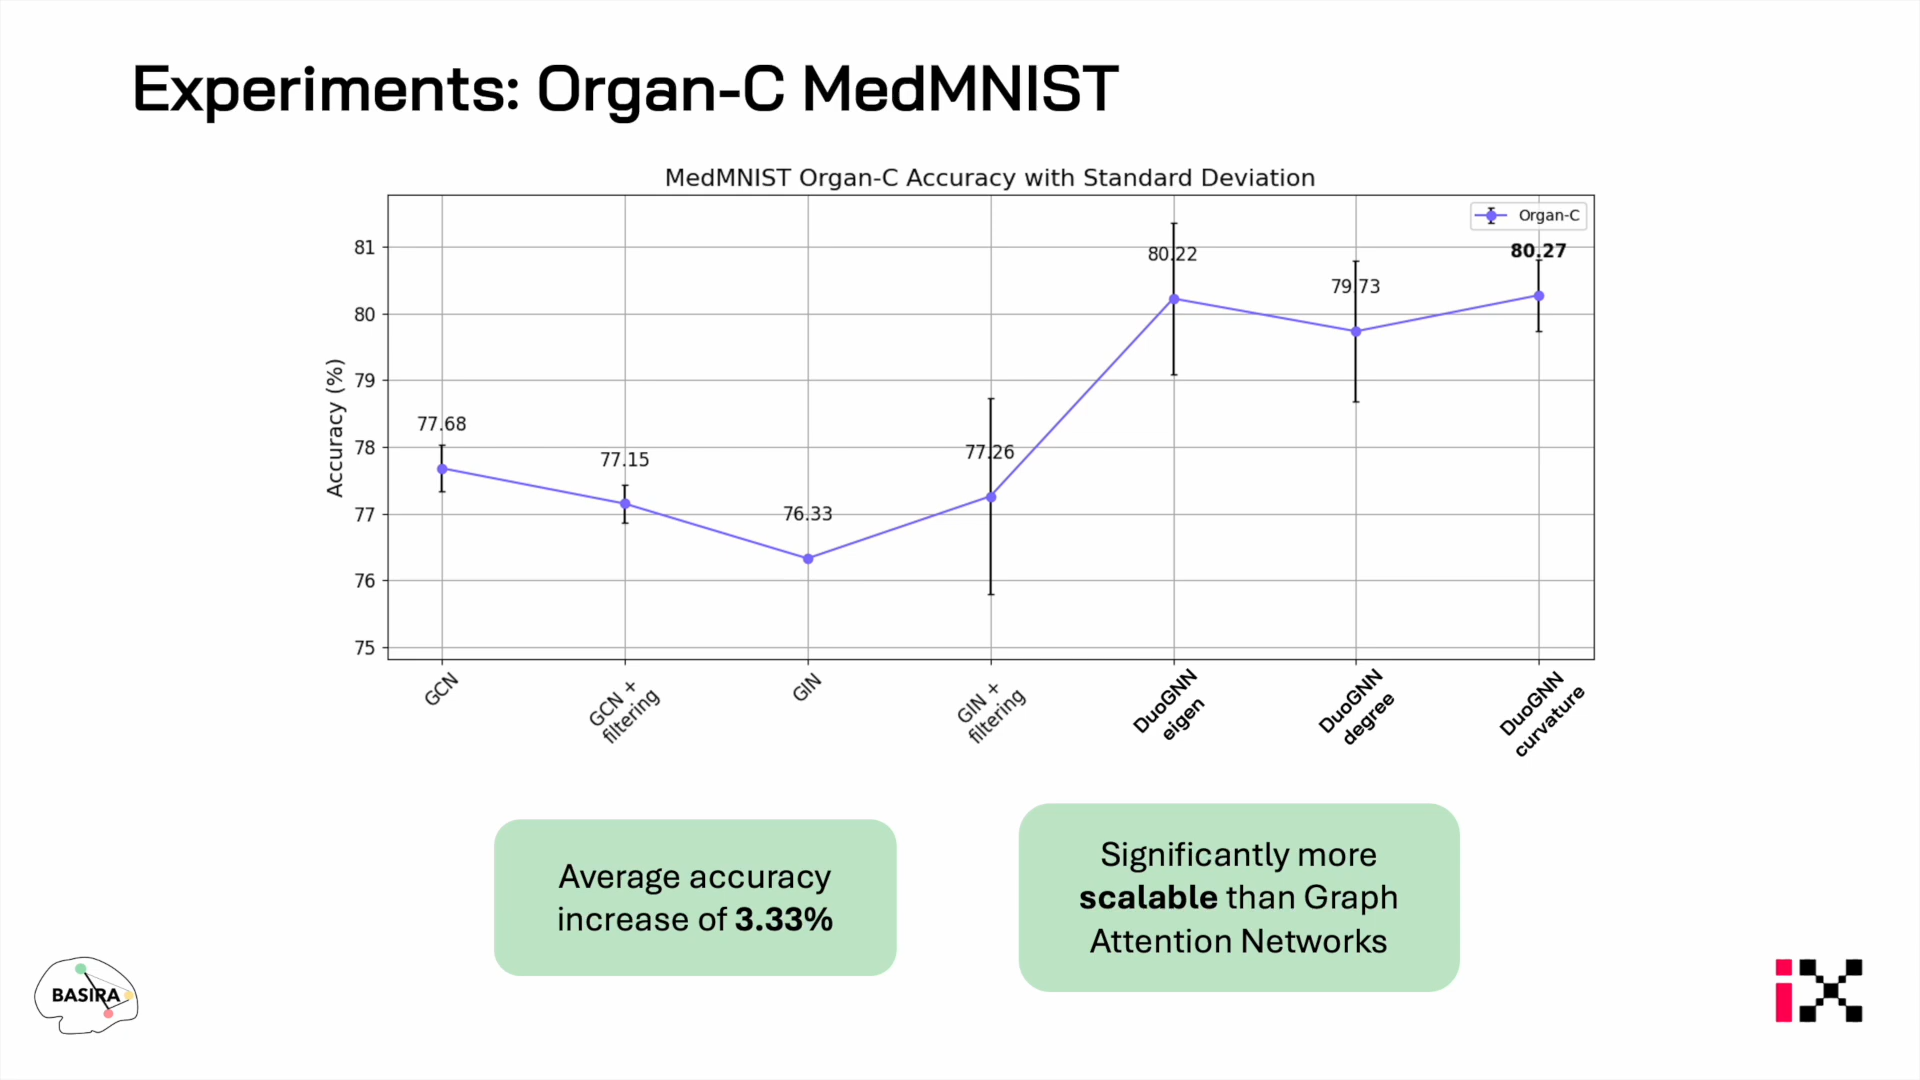 Experiments: Organ-C MedMNIST
MedMNIST Organ-C Accuracy with Standard Deviation
Organ-C
Accuracy (%)
81
80
79
78
77
76
75
77.68
77.15
76.33
77.26
80.22
79.73
80.27
GCN
GCN +
filtering
GIN
GIN +
filtering
DuoGNN
eigen
DuoGNN
degree
DuoGNN
curvature
Average accuracy
increase of 3.33%
Significantly more
scalable than Graph
Attention Networks
BASIRA
iX